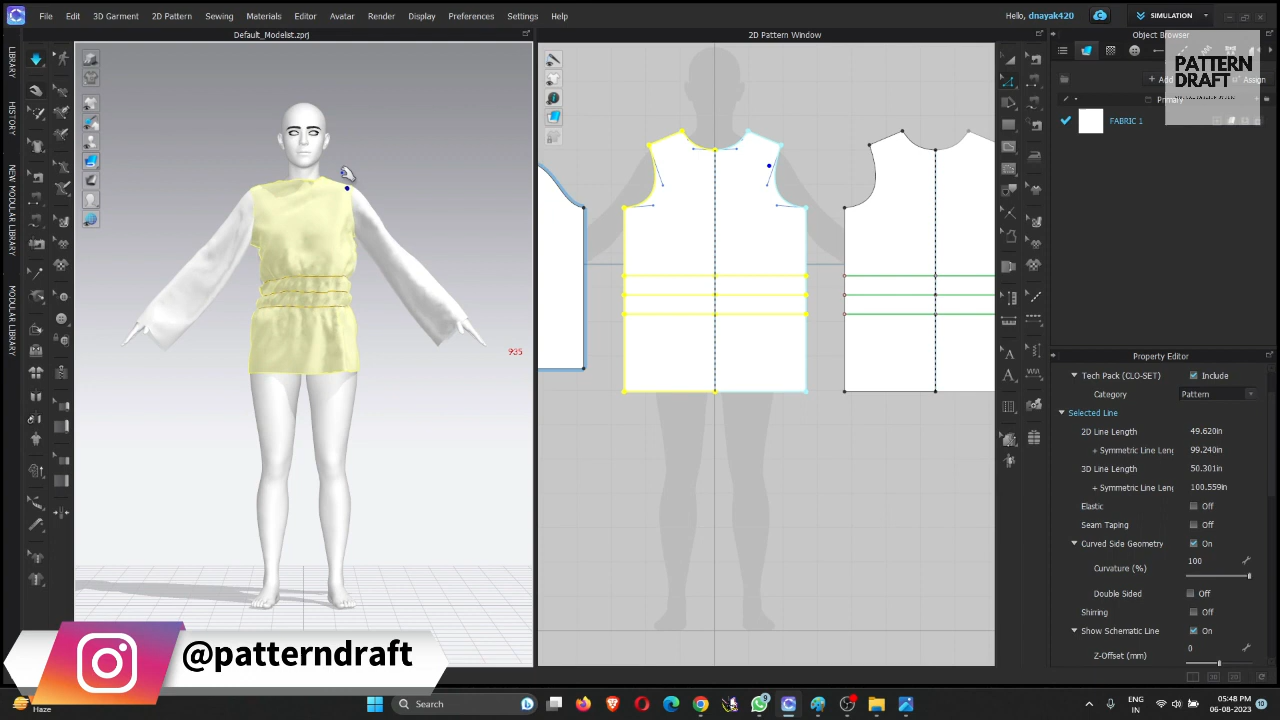 File
3D Garment
2D Pattern
Sewing
Materials
Editor
Avatar
Render
Display
Preferences
Settings
Help
Hello, dnayak420
SIMULATION
Default_Modelist.zprj
2D Pattern Window
Object Browser
PATTERN
DRAFT
Add
Assign
FABRIC 1
LIBRARY
HISTORY
NEW MODULAR LIBRARY
MODULAR LIBRARY
935
Property Editor
Tech Pack (CLO-SET)
Include
Category
Pattern
Selected Line
2D Line Length
49.620in
+ Symmetric Line Leng
99.240in
3D Line Length
50.301in
+ Symmetric Line Leng
100.559in
Elastic
Off
Seam Taping
Off
Curved Side Geometry
On
Curvature (%)
100
Double Sided
Off
Shirring
Off
Show Schematic Line
On
Z-Offset (mm)
0
@patterndraft
Haze
Search
9
ENG
IN
05:48 PM
06-08-2023